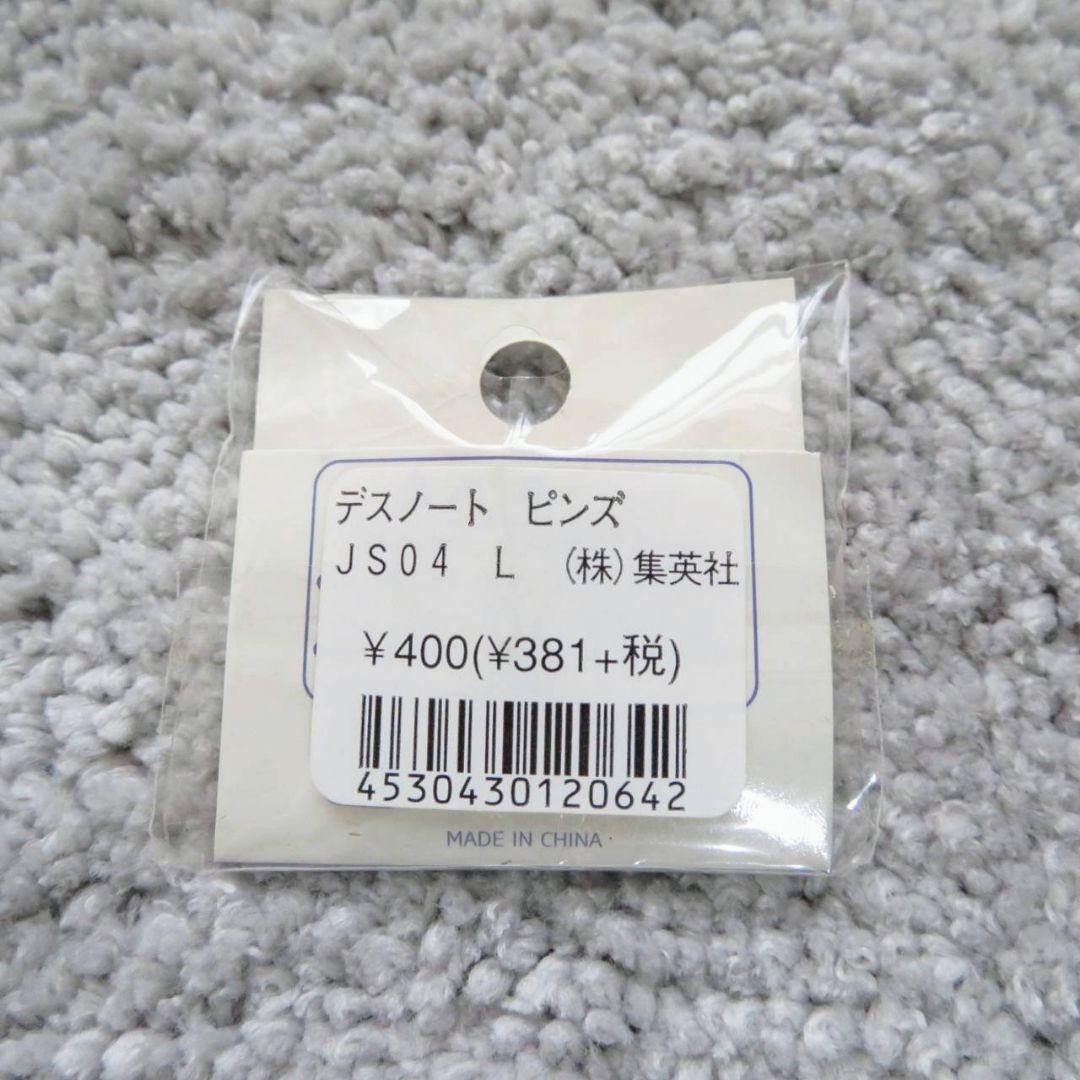 デスノート ピンズ
JS04 L (株)集英社
¥400(¥381+税)
4530430120642
MADE IN CHINA